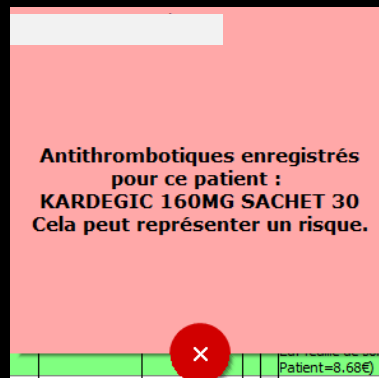 Antithrombotiques enregistrés
pour ce patient :
KARDEGIC 160MG SACHET 30
Cela peut représenter un risque.
Patient=8.68€)